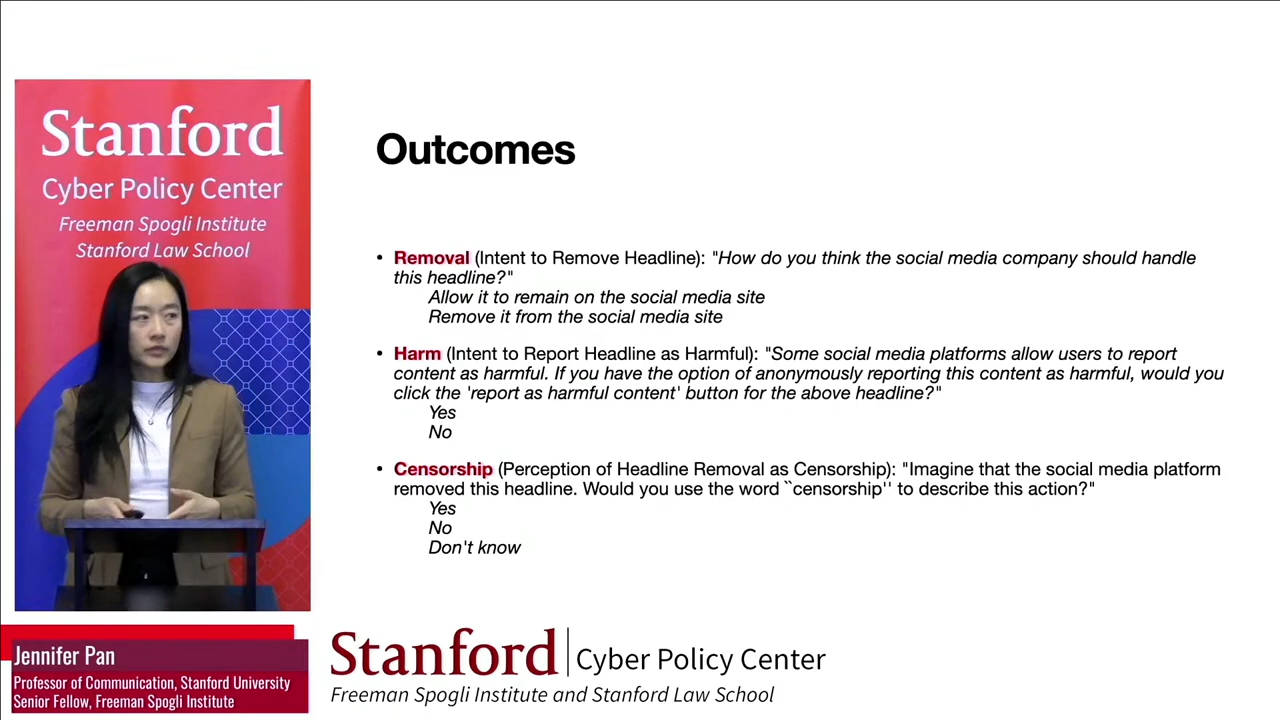 Stanford
Cyber Policy Center
Freeman Spogli Institute
Stanford Law School
Outcomes
• Removal (Intent to Remove Headline): "How do you think the social media company should handle
this headline?"
Allow it to remain on the social media site
Remove it from the social media site
• Harm (Intent to Report Headline as Harmful): "Some social media platforms allow users to report
content as harmful. If you have the option of anonymously reporting this content as harmful, would you
click the 'report as harmful content' button for the above headline?"
Yes
No
• Censorship (Perception of Headline Removal as Censorship): "Imagine that the social media platform
removed this headline. Would you use the word ``censorship'' to describe this action?"
Yes
No
Don't know
Jennifer Pan
Professor of Communication, Stanford University
Senior Fellow, Freeman Spogli Institute
Stanford | Cyber Policy Center
Freeman Spogli Institute and Stanford Law School